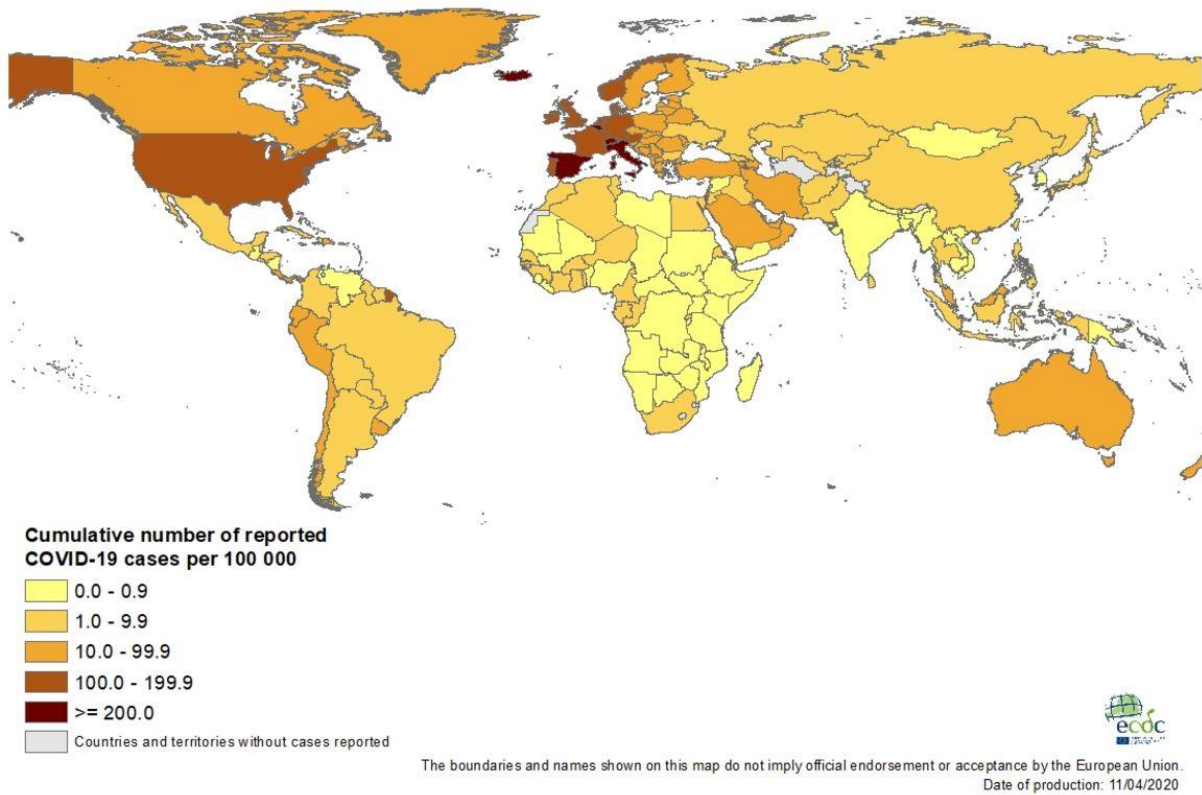 Cumulative number of reported
COVID-19 cases per 100 000
0.0 - 0.9
1.0 - 9.9
10.0 - 99.9
100.0 - 199.9
>= 200.0
Countries and territories without cases reported
ecdc
The boundaries and names shown on this map do not imply official endorsement or acceptance by the European Union.
Date of production: 11/04/2020